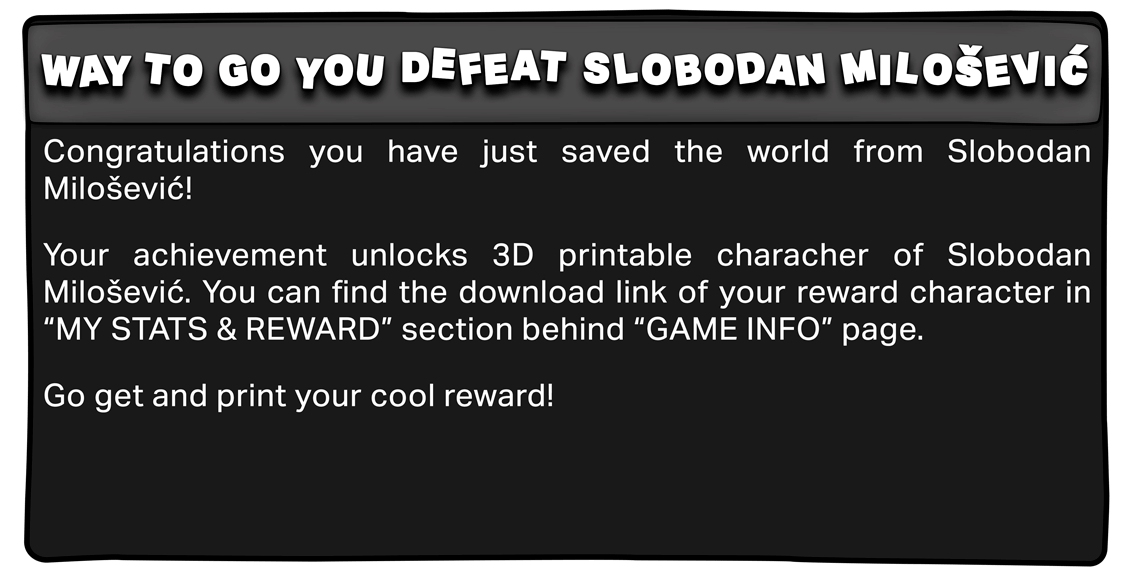 WAY TO GO YOU DEFEAT SLOBODAN MILOŠEVIĆ
Congratulations you have just saved the world from Slobodan
Milošević!
Your achievement unlocks 3D printable characher of Slobodan
Milošević. You can find the download link of your reward character in
“MY STATS & REWARD” section behind “GAME INFO” page.
Go get and print your cool reward!